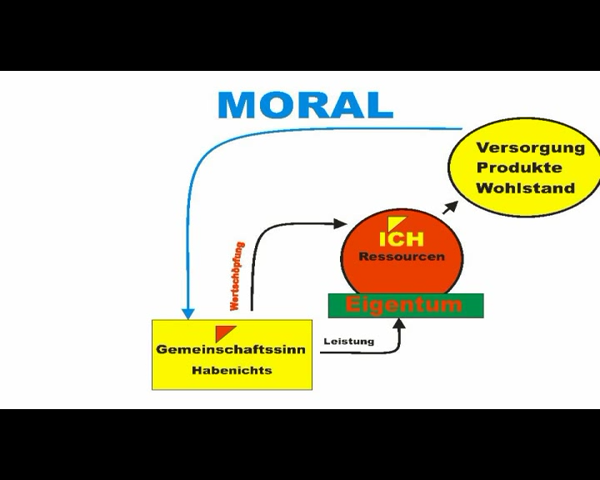 MORAL
Versorgung
Produkte
Wohlstand
ICH
Ressourcen
Eigentum
Wertschöpfung
Leistung
Gemeinschaftssinn
Habenichts